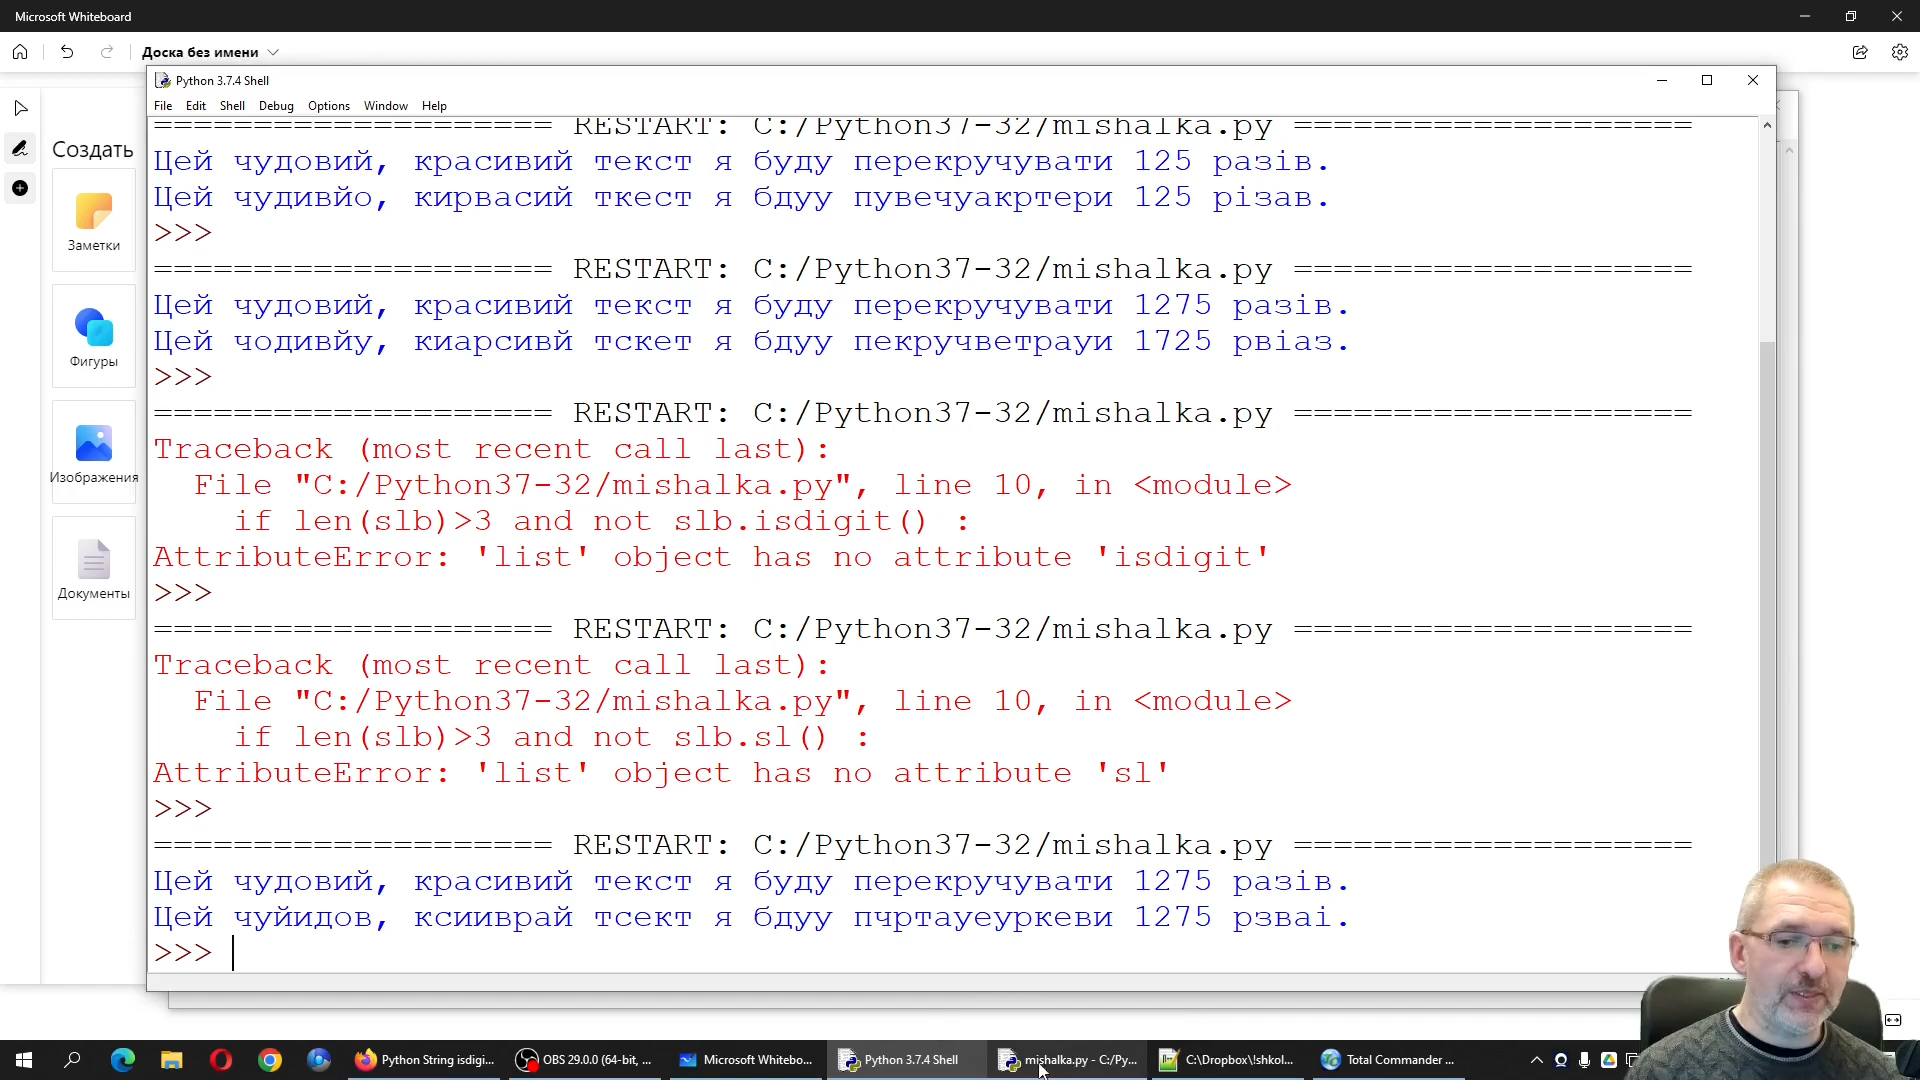 Microsoft Whiteboard
Доска без имени
Python 3.7.4 Shell
File Edit Shell Debug Options Window Help
Создать
Заметки
Фигуры
Изображения
Документы
==================== RESTART: C:/Python37-32/mishalka.py ====================
Цей чудовий, красивий текст я буду перекручувати 125 разів.
Цей чудивйо, кирвасий ткест я бдуу пувечуакртери 125 різав.
>>>
==================== RESTART: C:/Python37-32/mishalka.py ====================
Цей чудовий, красивий текст я буду перекручувати 1275 разів.
Цей чодивйу, киарсивй тскет я бдуу пекручветрауи 1725 рвіаз.
>>>
==================== RESTART: C:/Python37-32/mishalka.py ====================
Traceback (most recent call last):
File "C:/Python37-32/mishalka.py", line 10, in <module>
if len(slb)>3 and not slb.isdigit() :
AttributeError: 'list' object has no attribute 'isdigit'
>>>
==================== RESTART: C:/Python37-32/mishalka.py ====================
Traceback (most recent call last):
File "C:/Python37-32/mishalka.py", line 10, in <module>
if len(slb)>3 and not slb.sl() :
AttributeError: 'list' object has no attribute 'sl'
>>>
==================== RESTART: C:/Python37-32/mishalka.py ====================
Цей чудовий, красивий текст я буду перекручувати 1275 разів.
Цей чуйидов, ксииврай тсект я бдуу пчртауеуркеви 1275 рзваі.
>>>
Python String isdigi... OBS 29.0.0 (64-bit, ... Microsoft Whitebo... Python 3.7.4 Shell mishalka.py - C:/Py... C:\Dropbox\!shkol... Total Commander ...